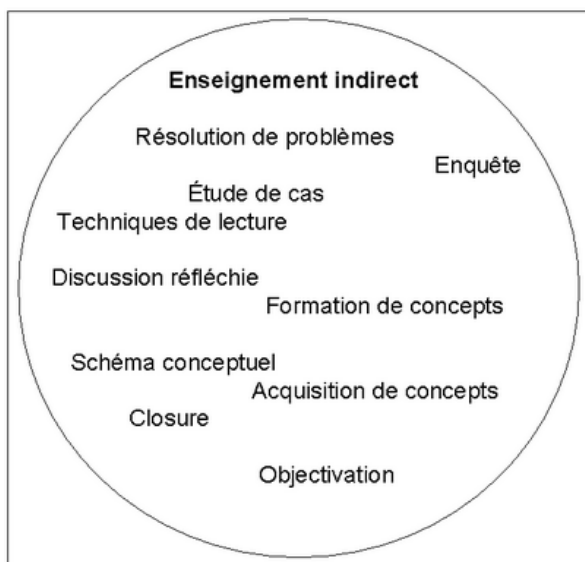 Enseignement indirect
Résolution de problèmes
Enquête
Étude de cas
Techniques de lecture
Discussion réfléchie
Formation de concepts
Schéma conceptuel
Acquisition de concepts
Closure
Objectivation